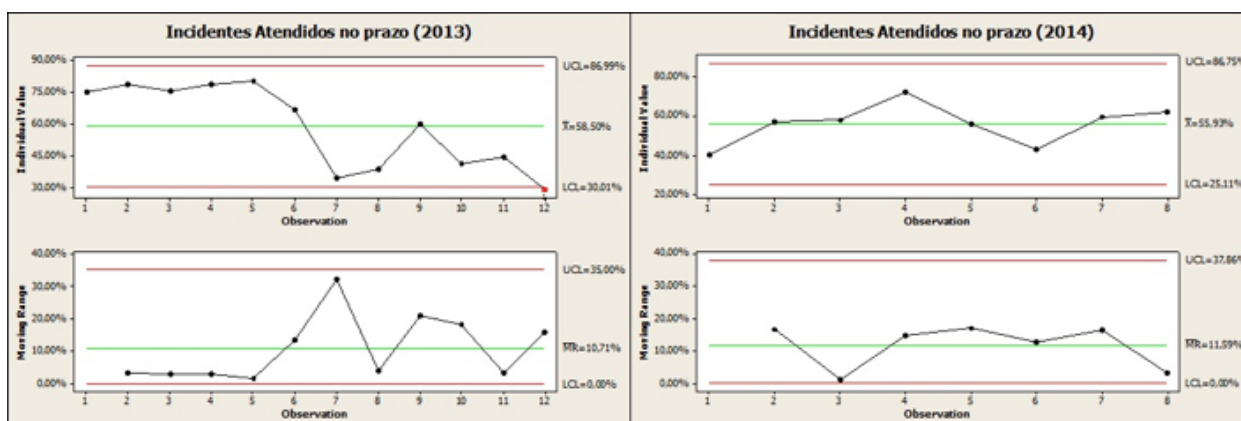 Incidentes Atendidos no prazo (2013)
Individual Value
90,00%
75,00%
60,00%
45,00%
30,00%
UCL=86,99%
X̅=58,50%
LCL=30,01%
1 2 3 4 5 6 7 8 9 10 11 12
Observation
Moving Range
40,00%
30,00%
20,00%
10,00%
0,00%
UCL=35,00%
M̅R̅=10,71%
LCL=0,00%
1 2 3 4 5 6 7 8 9 10 11 12
Observation
Incidentes Atendidos no prazo (2014)
Individual Value
80,00%
60,00%
40,00%
20,00%
UCL=86,75%
X̅=55,93%
LCL=25,11%
1 2 3 4 5 6 7 8
Observation
Moving Range
40,00%
30,00%
20,00%
10,00%
0,00%
UCL=37,86%
M̅R̅=11,59%
LCL=0,00%
1 2 3 4 5 6 7 8
Observation